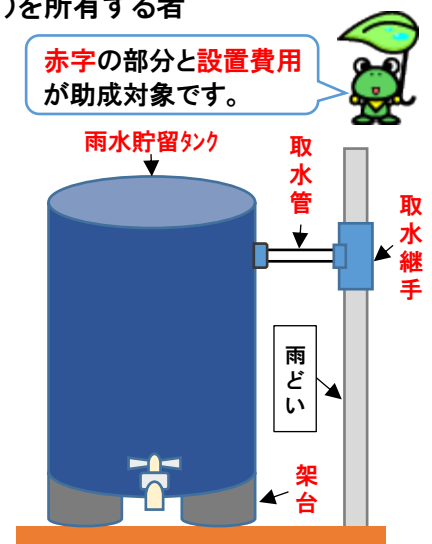 )を所有する者
赤字の部分と設置費用
が助成対象です。
雨水貯留ﾀﾝｸ
取水管
取水継手
雨どい
架台